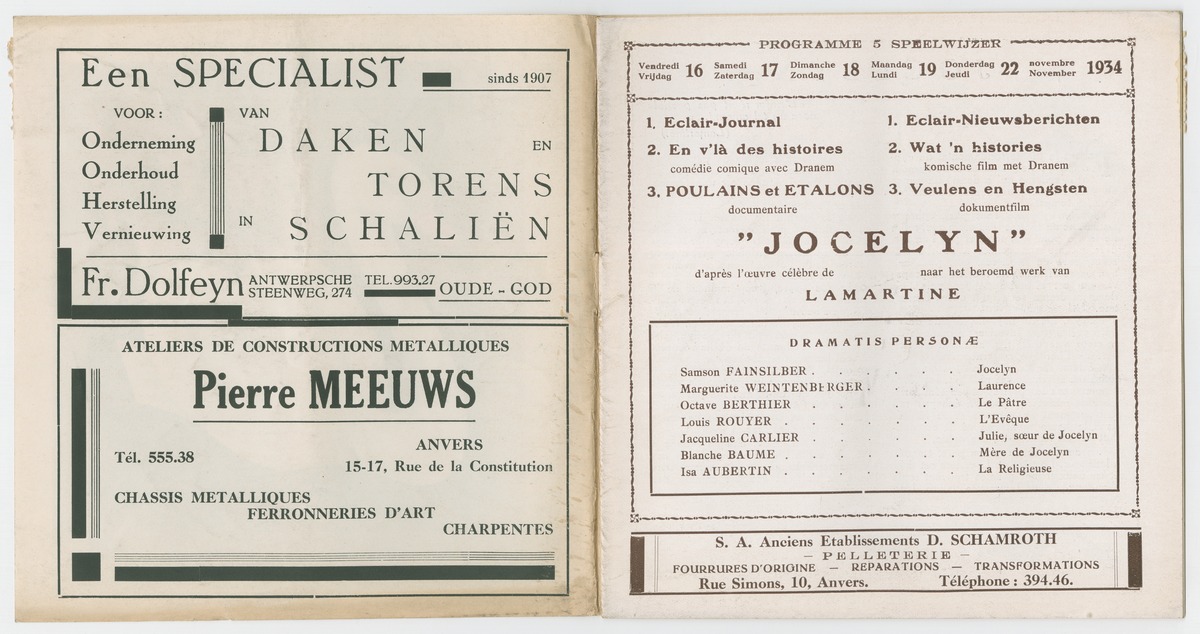 Een SPECIALIST sinds 1907
VOOR :
Onderneming
Onderhoud
Herstelling
Vernieuwing
VAN
DAKEN EN
TORENS
IN SCHALIËN
Fr. Dolfeyn ANTWERPSCHE STEENWEG, 274 TEL. 993,27 OUDE - GOD
ATELIERS DE CONSTRUCTIONS METALLIQUES
Pierre MEEUWS
Tél. 555.38
ANVERS
15-17, Rue de la Constitution
CHASSIS METALLIQUES
FERRONNERIES D'ART
CHARPENTES
PROGRAMME 5 SPEELWIJZER
Vendredi Vrijdag 16 Samedi Zaterdag 17 Dimanche Zondag 18 Maandag Lundi 19 Donderdag Jeudi 22 novembre November 1934
1. Eclair-Journal
2. En v'là des histoires
comédie comique avec Dranem
3. POULAINS et ETALONS
documentaire
1. Eclair-Nieuwsberichten
2. Wat 'n histories
komische film met Dranem
3. Veulens en Hengsten
dokumentfilm
"JOCELYN"
d'après l'œuvre célèbre de naar het beroemd werk van
LAMARTINE
DRAMATIS PERSONÆ
Samson FAINSILBER . . . . . . Jocelyn
Marguerite WEINTENBERGER . . . . Laurence
Octave BERTHIER . . . . . . Le Pâtre
Louis ROUYER . . . . . . . L'Evêque
Jacqueline CARLIER . . . . . . Julie, sœur de Jocelyn
Blanche BAUME . . . . . . . Mère de Jocelyn
Isa AUBERTIN . . . . . . . La Religieuse
S. A. Anciens Etablissements D. SCHAMROTH
— PELLETERIE —
FOURRURES D'ORIGINE — REPARATIONS — TRANSFORMATIONS
Rue Simons, 10, Anvers. Téléphone : 394.46.